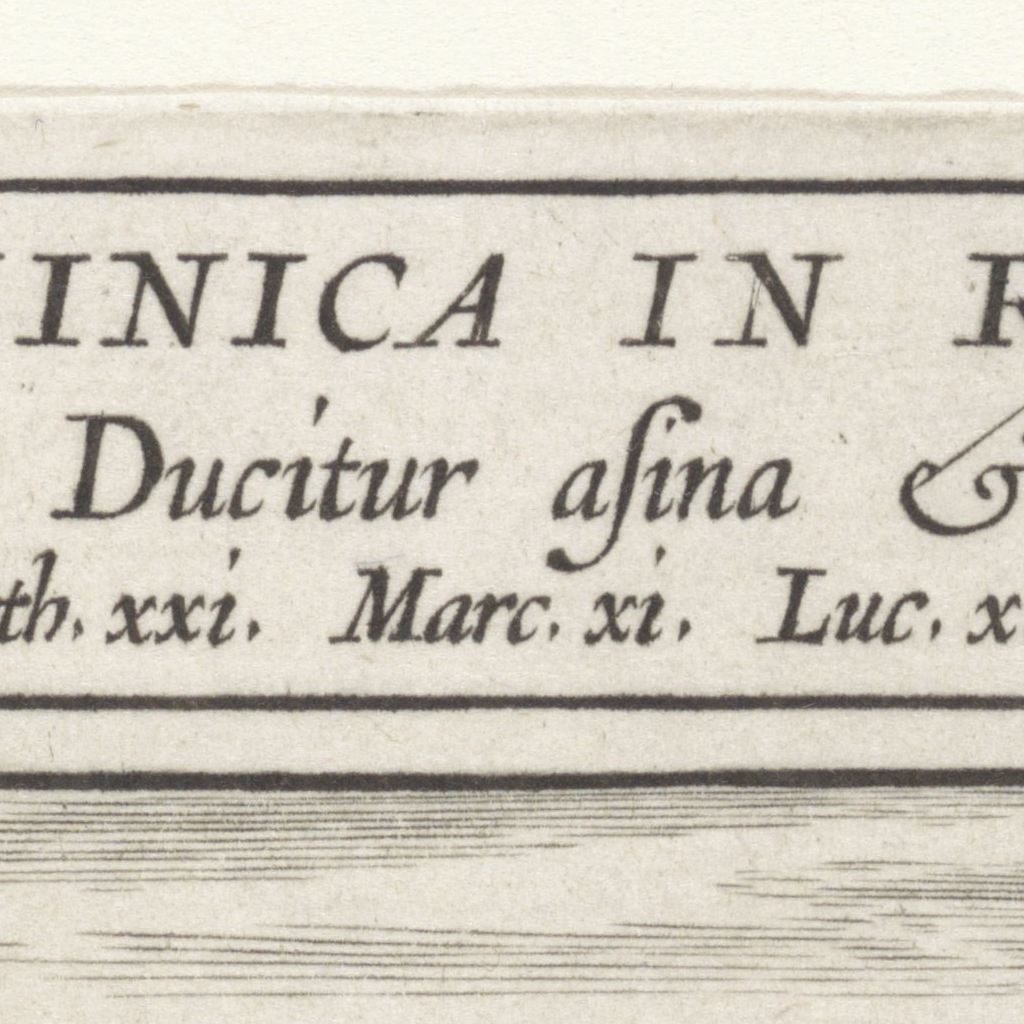 INICA IN
Ducitur aſina &
th. xxi. Marc. xi. Luc. x